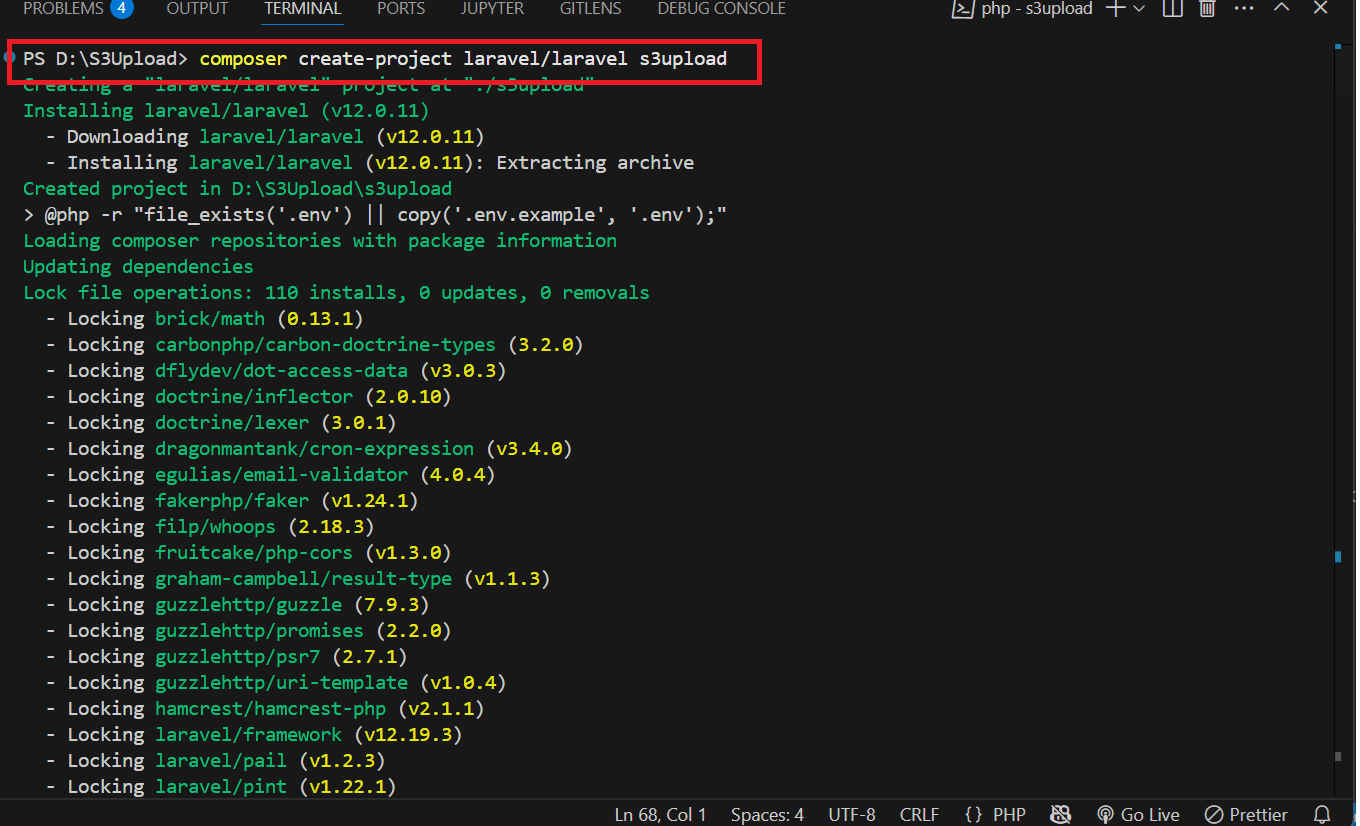 PROBLEMS 4 OUTPUT TERMINAL PORTS JUPYTER GITLENS DEBUG CONSOLE php - s3upload
PS D:\S3Upload> composer create-project laravel/laravel s3upload
Creating a "laravel/laravel" project at "./s3upload"
Installing laravel/laravel (v12.0.11)
  - Downloading laravel/laravel (v12.0.11)
  - Installing laravel/laravel (v12.0.11): Extracting archive
Created project in D:\S3Upload\s3upload
> @php -r "file_exists('.env') || copy('.env.example', '.env');"
Loading composer repositories with package information
Updating dependencies
Lock file operations: 110 installs, 0 updates, 0 removals
  - Locking brick/math (0.13.1)
  - Locking carbonphp/carbon-doctrine-types (3.2.0)
  - Locking dflydev/dot-access-data (v3.0.3)
  - Locking doctrine/inflector (2.0.10)
  - Locking doctrine/lexer (3.0.1)
  - Locking dragonmantank/cron-expression (v3.4.0)
  - Locking egulias/email-validator (4.0.4)
  - Locking fakerphp/faker (v1.24.1)
  - Locking filp/whoops (2.18.3)
  - Locking fruitcake/php-cors (v1.3.0)
  - Locking graham-campbell/result-type (v1.1.3)
  - Locking guzzlehttp/guzzle (7.9.3)
  - Locking guzzlehttp/promises (2.2.0)
  - Locking guzzlehttp/psr7 (2.7.1)
  - Locking guzzlehttp/uri-template (v1.0.4)
  - Locking hamcrest/hamcrest-php (v2.1.1)
  - Locking laravel/framework (v12.19.3)
  - Locking laravel/pail (v1.2.3)
  - Locking laravel/pint (v1.22.1)
Ln 68, Col 1 Spaces: 4 UTF-8 CRLF {} PHP Go Live Prettier